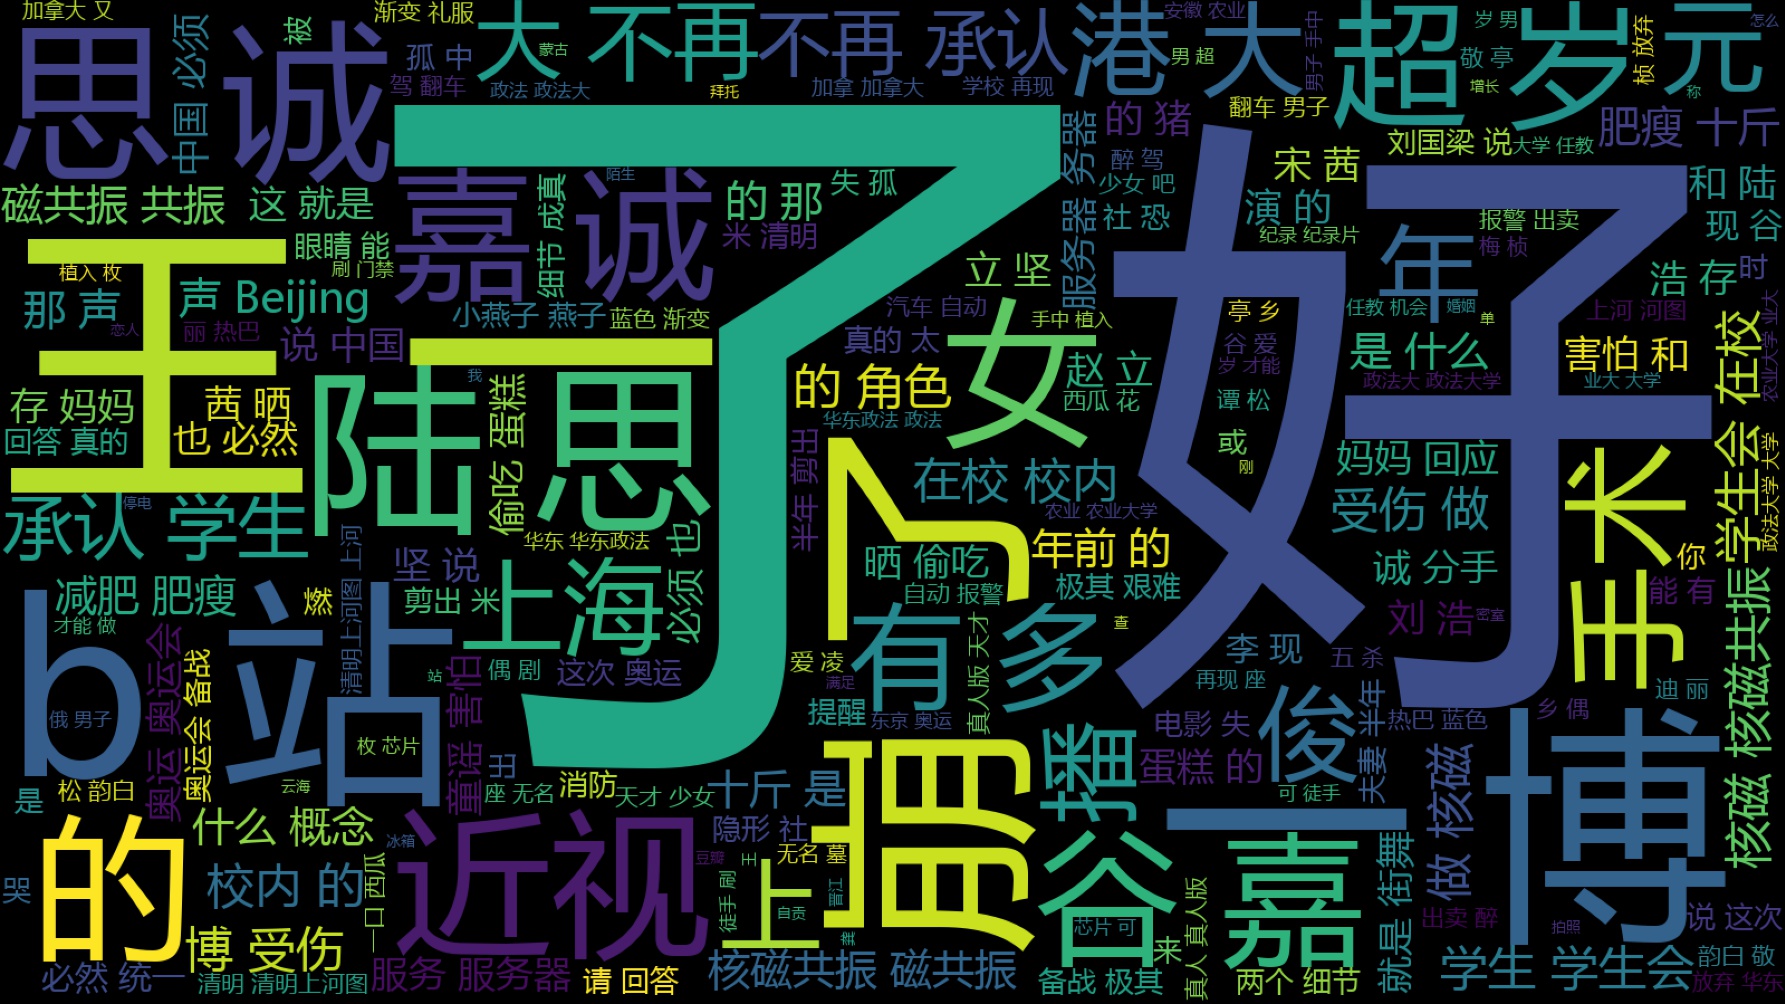 加拿大 又
渐变 礼服
大
不再
不再
承认
港
大
安徽 农业
超
岁
元
岁 男
怎么
思
诚
中国 必须
被
孤 中
驾 翻车
蒙古
政法 政法大
拜托
加拿 加拿大
学校 再现
男 超
男子 手中
翻车 男子
敬 亭
增长
桢 放弃
称
肥瘦 十斤
了
服务器 务器
的 猪
醉 驾
少女 吧
社 恐
好
宋 茜
演 的
纪录 纪录片
刘国梁 说
大学 任教
报警 出卖
梅 桢
年
和 陆
现 谷
浩 存
时
磁共振 共振
这 就是
眼睛 能
刷 门禁
嘉
诚
陌生
细节 成真
的 那
失 孤
米 清明
王
植入 枚
那 声
恋人
声 Beijing
丽 热巴
说 中国
小燕子 燕子
蓝色 渐变
立 坚
汽车 自动
手中 植入
真的 太
女
赵 立
西瓜 花
亭 乡
谷 爱
岁 才能
谭 松
或
刚
任教 机会
婚姻
单
上河 河图
是 什么
害怕 和
政法大 政法大学
业大 大学
农业大学 业大
学生会 在校
存 妈妈
回答 真的
茜 晒
也 必然
陆
我
偷吃 蛋糕
思
一
的 角色
华东政法 政法
半年 剪出
在校 校内
农业 农业大学
妈妈 回应
受伤 做
手术
政法大学 大学
你
承认
学生
停电
华东 华东政法
坚 说
必须 也
晒 偷吃
自动 报警
年前 的
极其 艰难
诚 分手
刘 浩
密室
能 有
减肥 肥瘦
才能 做
燃
清明上河图 上河
剪出 米
上海
b
站
俄 男子
奥运 奥运会
奥运会 备战
枚 芯片
站
童谣 害怕
偶 剧
这次 奥运
爱 凌
满足
提醒
东京 奥运
有
真人版 天才
多
查
李 现
五 杀
再现 座
迪 丽
乡 偶
核磁 核磁共振
是
松 韵白
云海
出
座 无名
消防
天才 少女
十斤 是
播
电影 失
蛋糕 的
俊
夫妻 半年
热巴 蓝色
可 徒手
博
什么 概念
冰箱
隐形 社
无名 墓
明
谷
一
嘉
就是 街舞
做 核磁
出卖 醉
拍照
说 这次
哭
的
校内 的
一口 西瓜
近视
豆瓣
王
徒手 刷
上
自贡
晋江
芯片 可
来
真人 真人版
必然 统一
博 受伤
清明 清明上河图
服务 服务器
请 回答
核磁共振 磁共振
备战 极其
两个 细节
学生 学生会
韵白 敬
放弃 华东